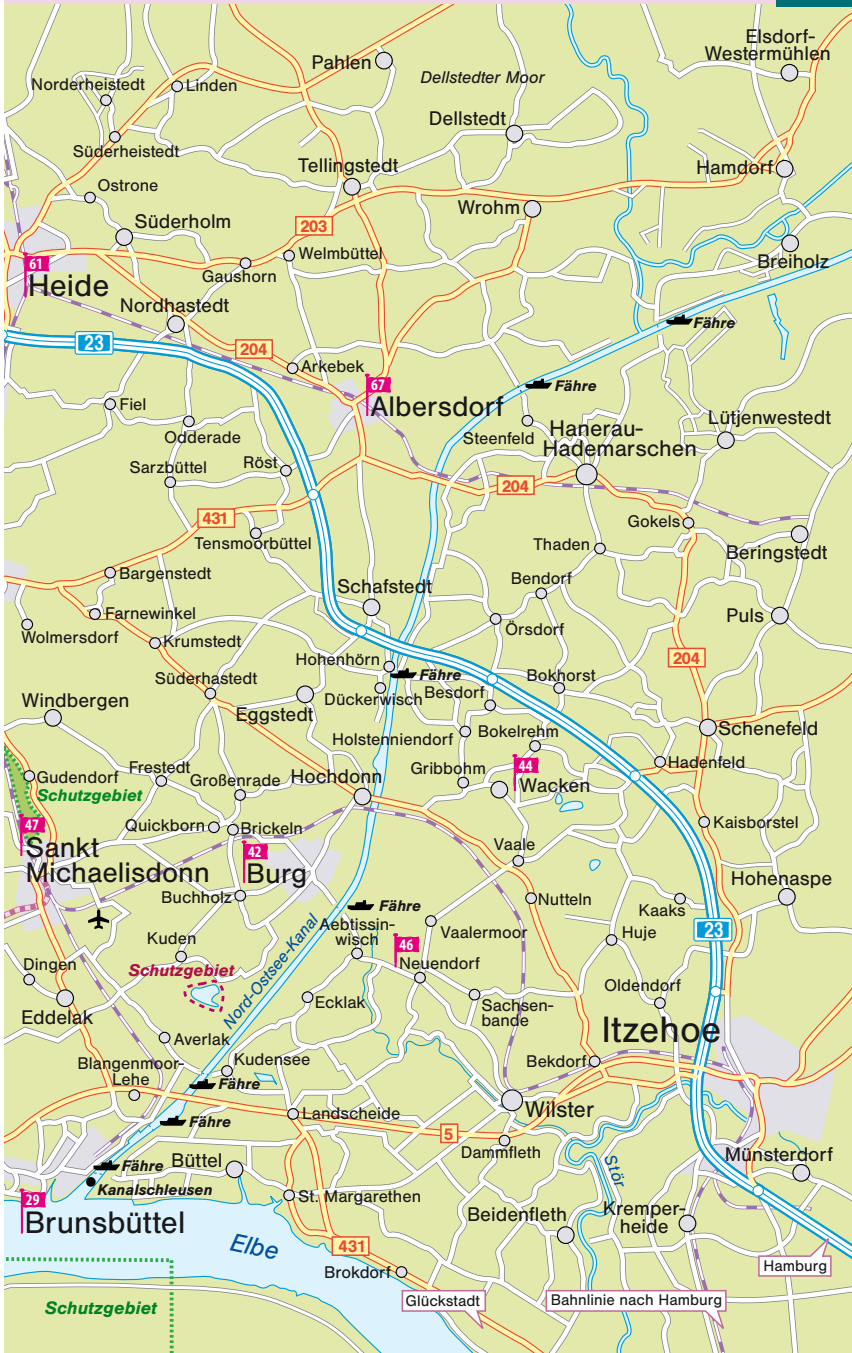 Elsdorf-
Westermühlen
Pahlen
Dellstedter Moor
Norderheistedt
Linden
Dellstedt
Süderheistedt
Tellingstedt
Hamdorf
Ostrone
Wrohm
Süderholm
203
Welmbüttel
Breiholz
61
Gaushorn
Heide
Nordhastedt
Fähre
23
204
Arkebek
67
Fähre
Albersdorf
Fiel
Lütjenwestedt
Steenfeld
Hanerau-
Hademarschen
Odderade
Röst
Sarzbüttel
204
431
Gokels
Tensmoorbüttel
Thaden
Beringstedt
Bargenstedt
Bendorf
Schafstedt
Farnewinkel
Puls
Örsdorf
Wolmersdorf
Krumstedt
204
Hohenhörn
Fähre
Bokhorst
Süderhastedt
Dückerwisch
Besdorf
Windbergen
Eggstedt
Schenefeld
Bokelrehm
Holstenniendorf
Hadenfeld
44
Frestedt
Gribbohm
Gudendorf
Großenrade
Hochdonn
Wacken
Schutzgebiet
47
Quickborn
Brickeln
Kaisborstel
Sankt
Michaelisdonn
Vaale
42
Burg
Hohenaspe
Buchholz
Nutteln
Fähre
Kaaks
Aebtissin-
wisch
Vaalermoor
23
Kuden
46
Huje
Nord-Ostsee-Kanal
Dingen
Schutzgebiet
Neuendorf
Oldendorf
Ecklak
Sachsen-
bande
Eddelak
Itzehoe
Averlak
Blangenmoor-
Lehe
Kudensee
Bekdorf
Fähre
Wilster
Landscheide
Fähre
5
Dammfleth
Münsterdorf
Fähre
Büttel
Stör
Kanalschleusen
29
St. Margarethen
Brunsbüttel
Beidenfleth
Kremper-
heide
Elbe
431
Hamburg
Brokdorf
Glückstadt
Bahnlinie nach Hamburg
Schutzgebiet